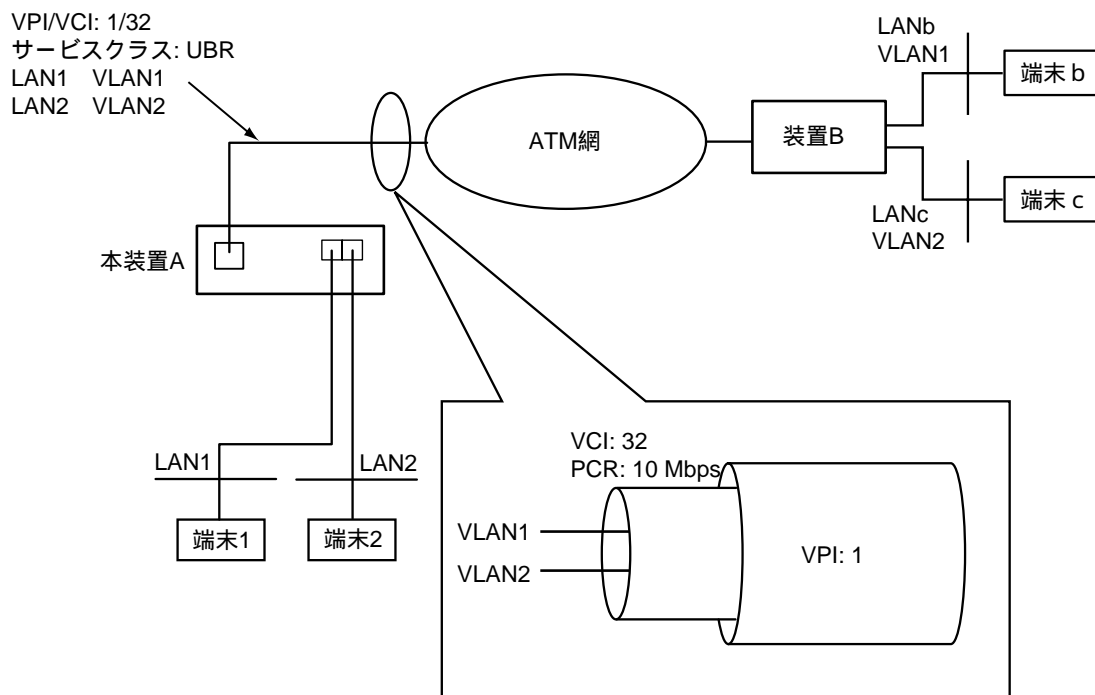 VPI/VCI: 1/32
サービスクラス: UBR
LAN1 VLAN1
LAN2 VLAN2
ATM網
装置B
LANb
VLAN1
端末 b
LANc
VLAN2
端末 c
本装置A
LAN1
LAN2
端末1
端末2
VCI: 32
PCR: 10 Mbps
VLAN1
VLAN2
VPI: 1